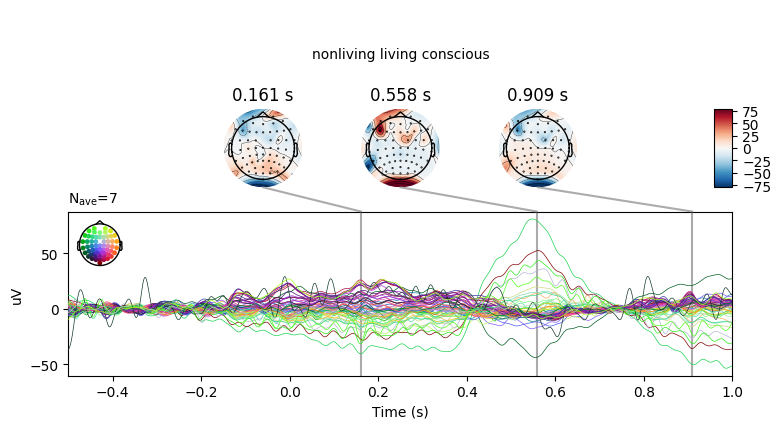 nonliving living conscious
0.161 s 0.558 s 0.909 s
75
50
25
0
−25
−50
−75
Nave=7
50
0
−50
uV
−0.4 −0.2 0.0 0.2 0.4 0.6 0.8 1.0
Time (s)